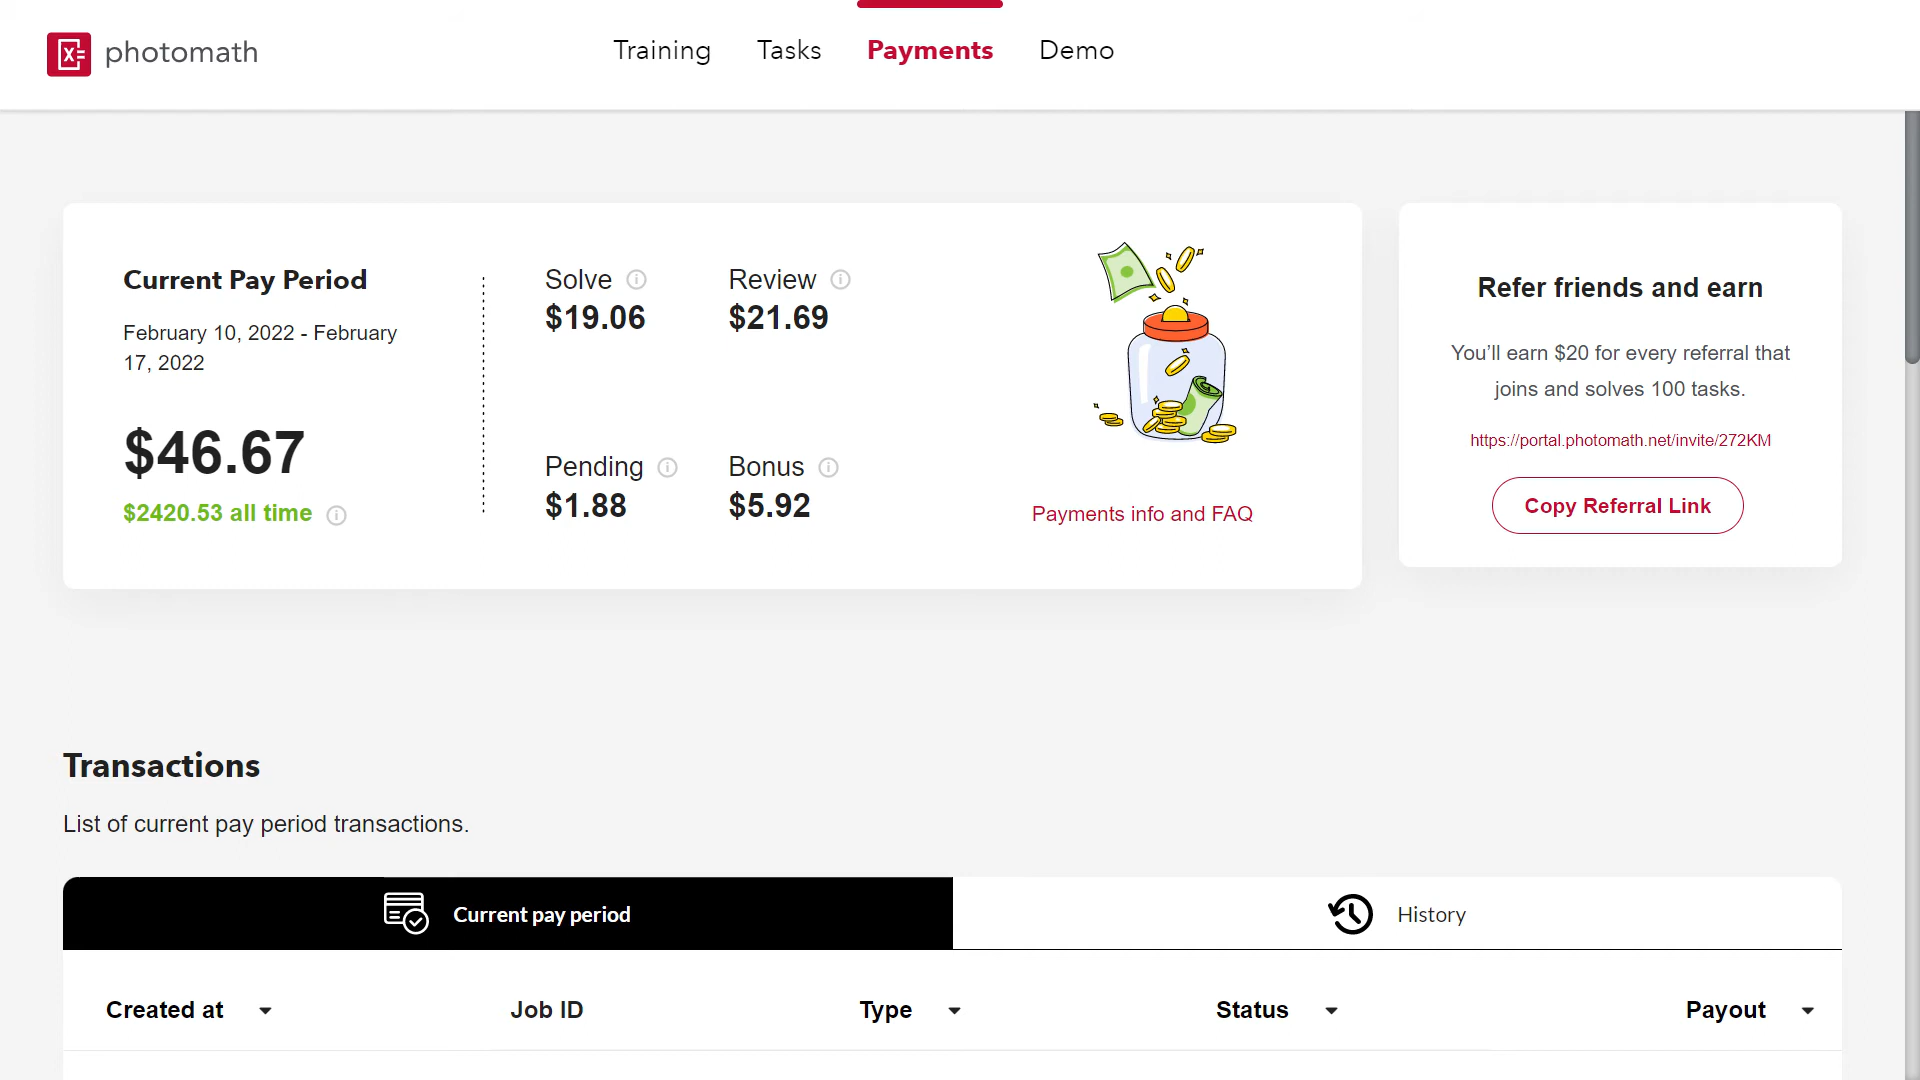 photomath
Training
Tasks
Payments
Demo
Current Pay Period
February 10, 2022 - February
17, 2022
$46.67
$2420.53 all time
Solve
$19.06
Review
$21.69
Pending
$1.88
Bonus
$5.92
Payments info and FAQ
Refer friends and earn
You’ll earn $20 for every referral that
joins and solves 100 tasks.
https://portal.photomath.net/invite/272KM
Copy Referral Link
Transactions
List of current pay period transactions.
Current pay period
History
Created at
Job ID
Type
Status
Payout